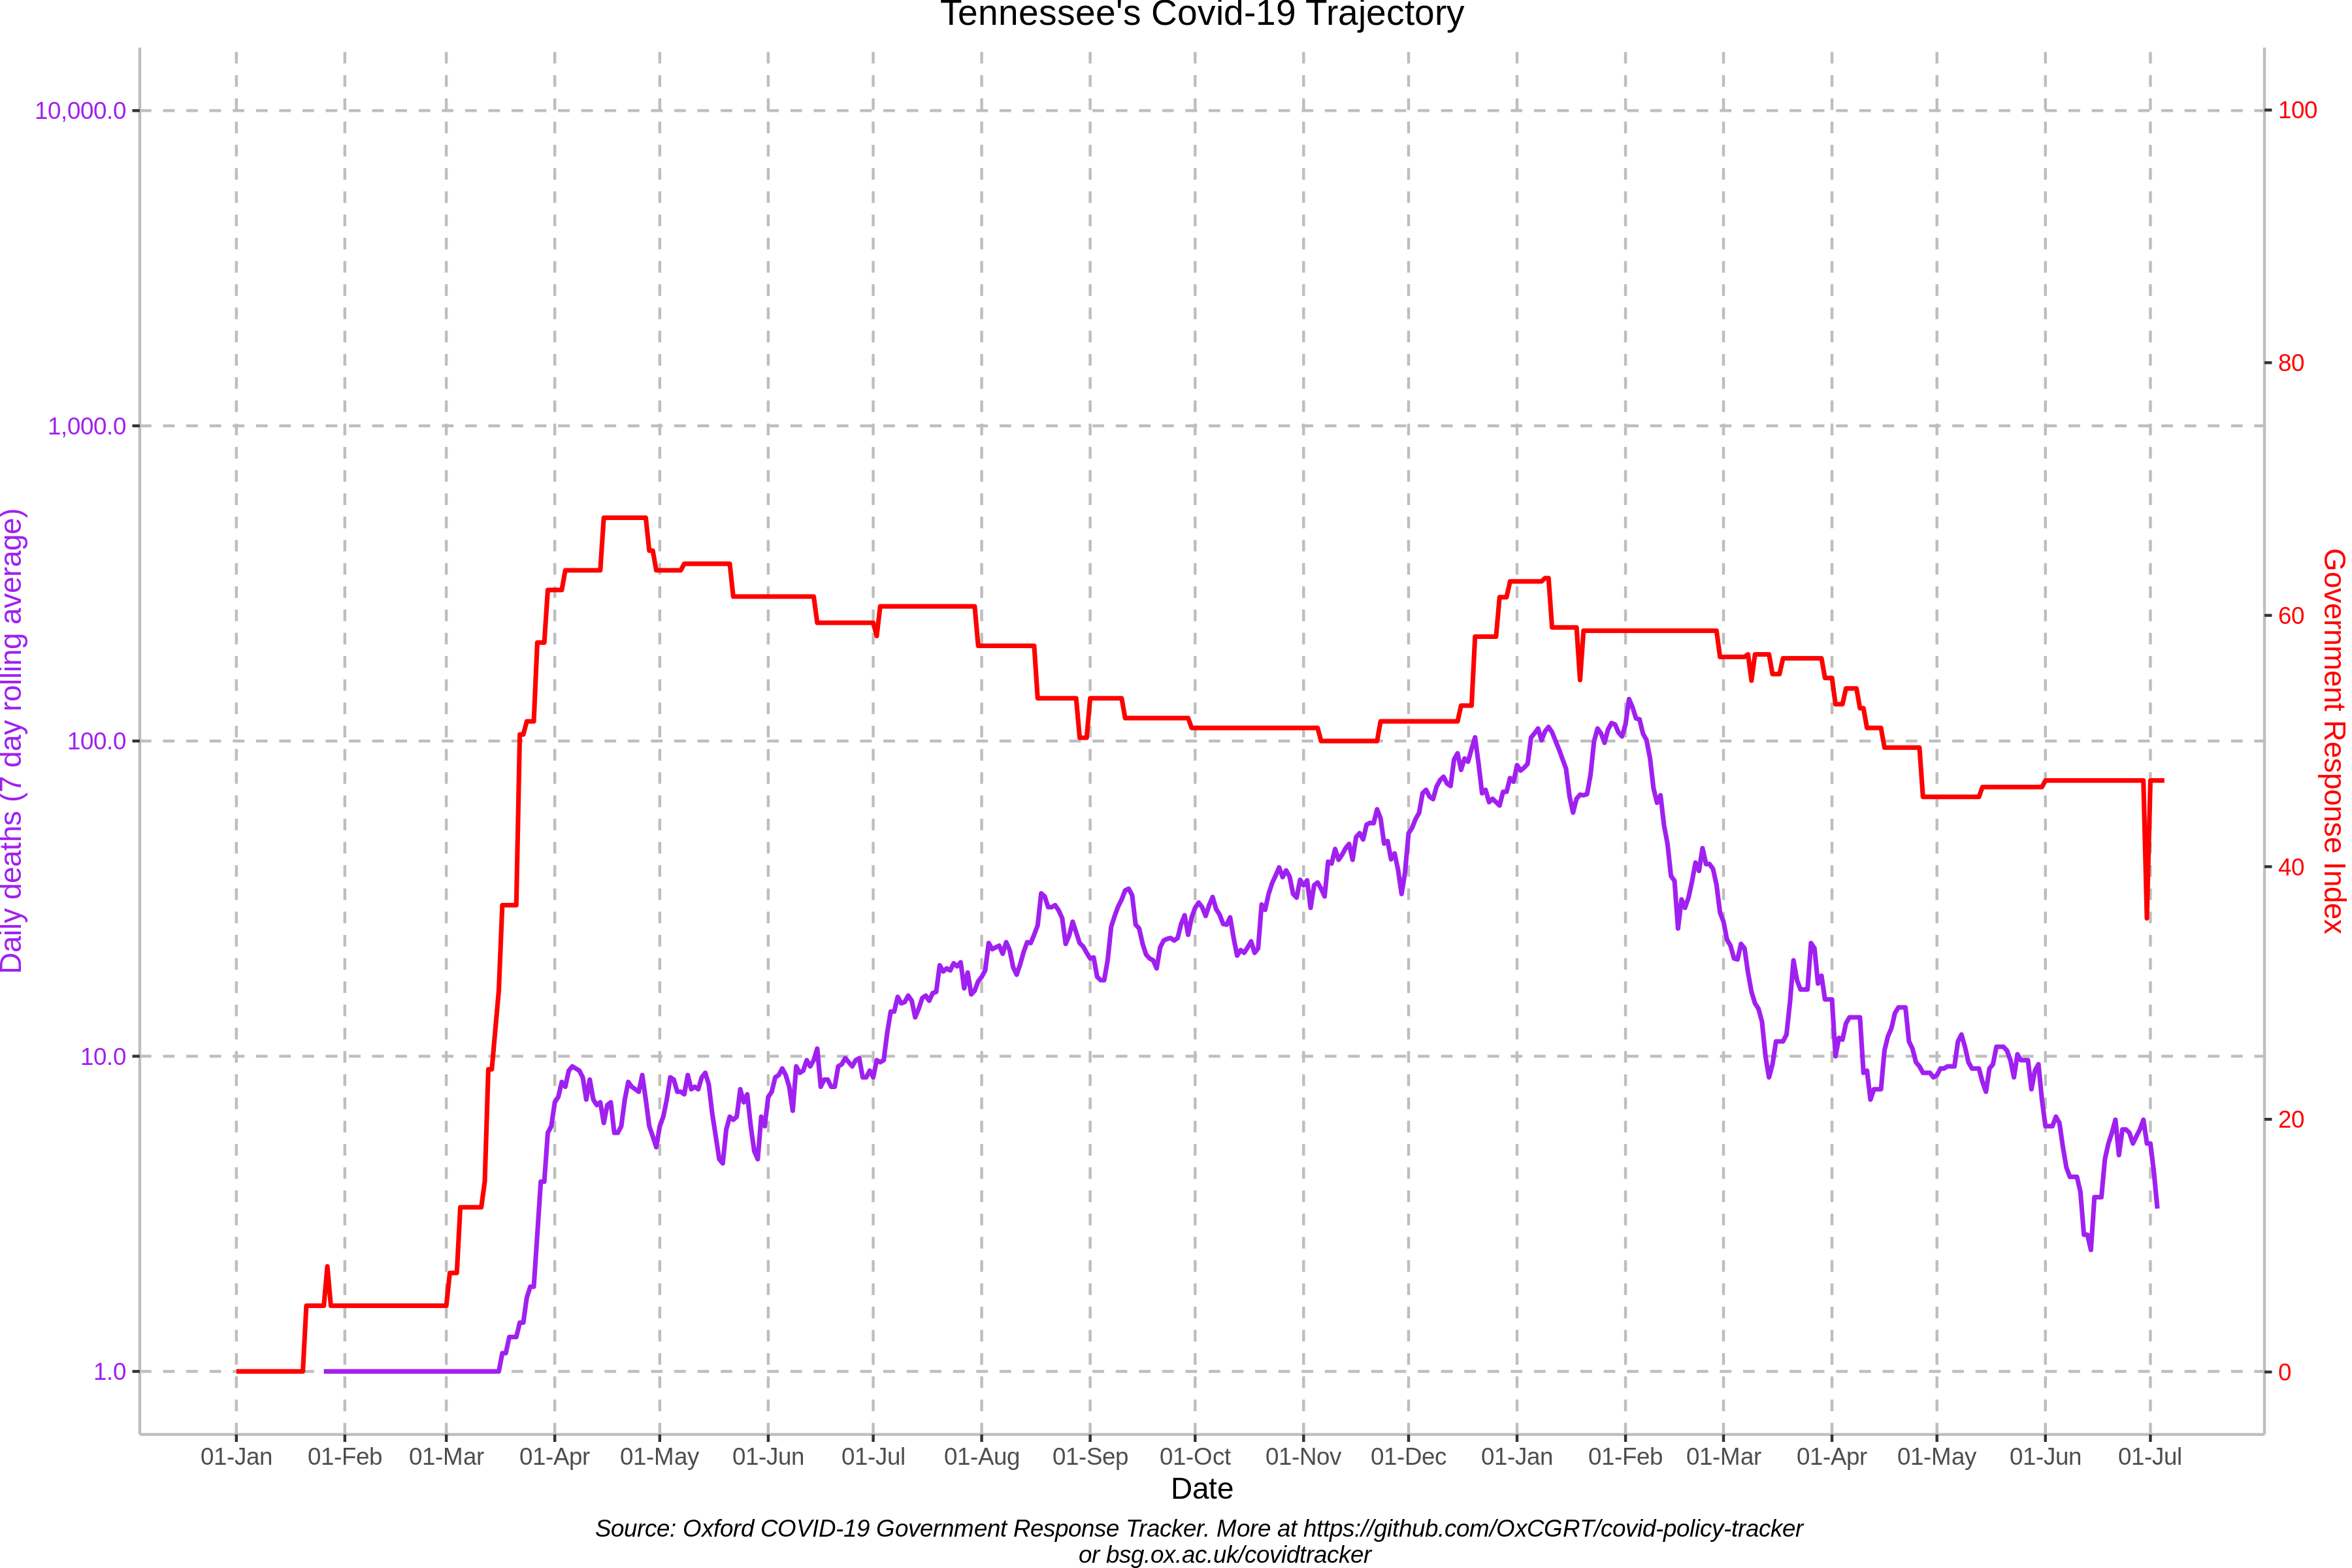 Tennessee's Covid-19 Trajectory
10,000.0
1,000.0
100.0
10.0
1.0
Daily deaths (7 day rolling average)
100
80
60
40
20
0
Government Response Index
01-Jan 01-Feb 01-Mar 01-Apr 01-May 01-Jun 01-Jul 01-Aug 01-Sep 01-Oct 01-Nov 01-Dec 01-Jan 01-Feb 01-Mar 01-Apr 01-May 01-Jun 01-Jul
Date
Source: Oxford COVID-19 Government Response Tracker. More at https://github.com/OxCGRT/covid-policy-tracker
or bsg.ox.ac.uk/covidtracker